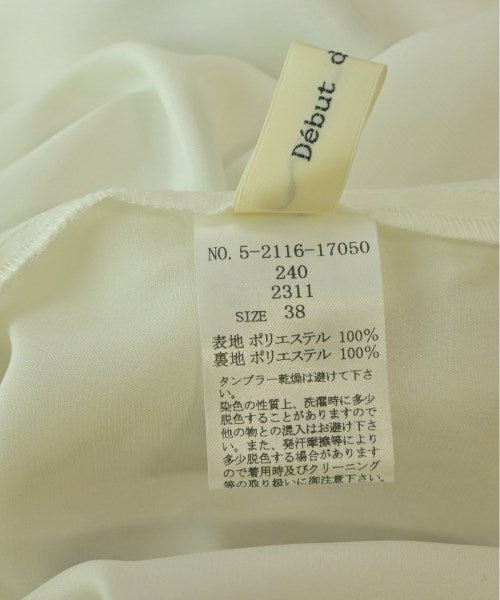 Début d
NO. 5-2116-17050
240
2311
SIZE 38
表地 ポリエステル 100%
裏地 ポリエステル 100%
タンブラー乾燥は避けて下さ
い。
染色の性質上、洗濯時に多少
脱色することがありますので
他の物との混入はお避け下さ
い。また、発汗摩擦等により
多少脱色する場合があります
ので着用時及びクリーニング
等の取り扱いに御注意下さい。